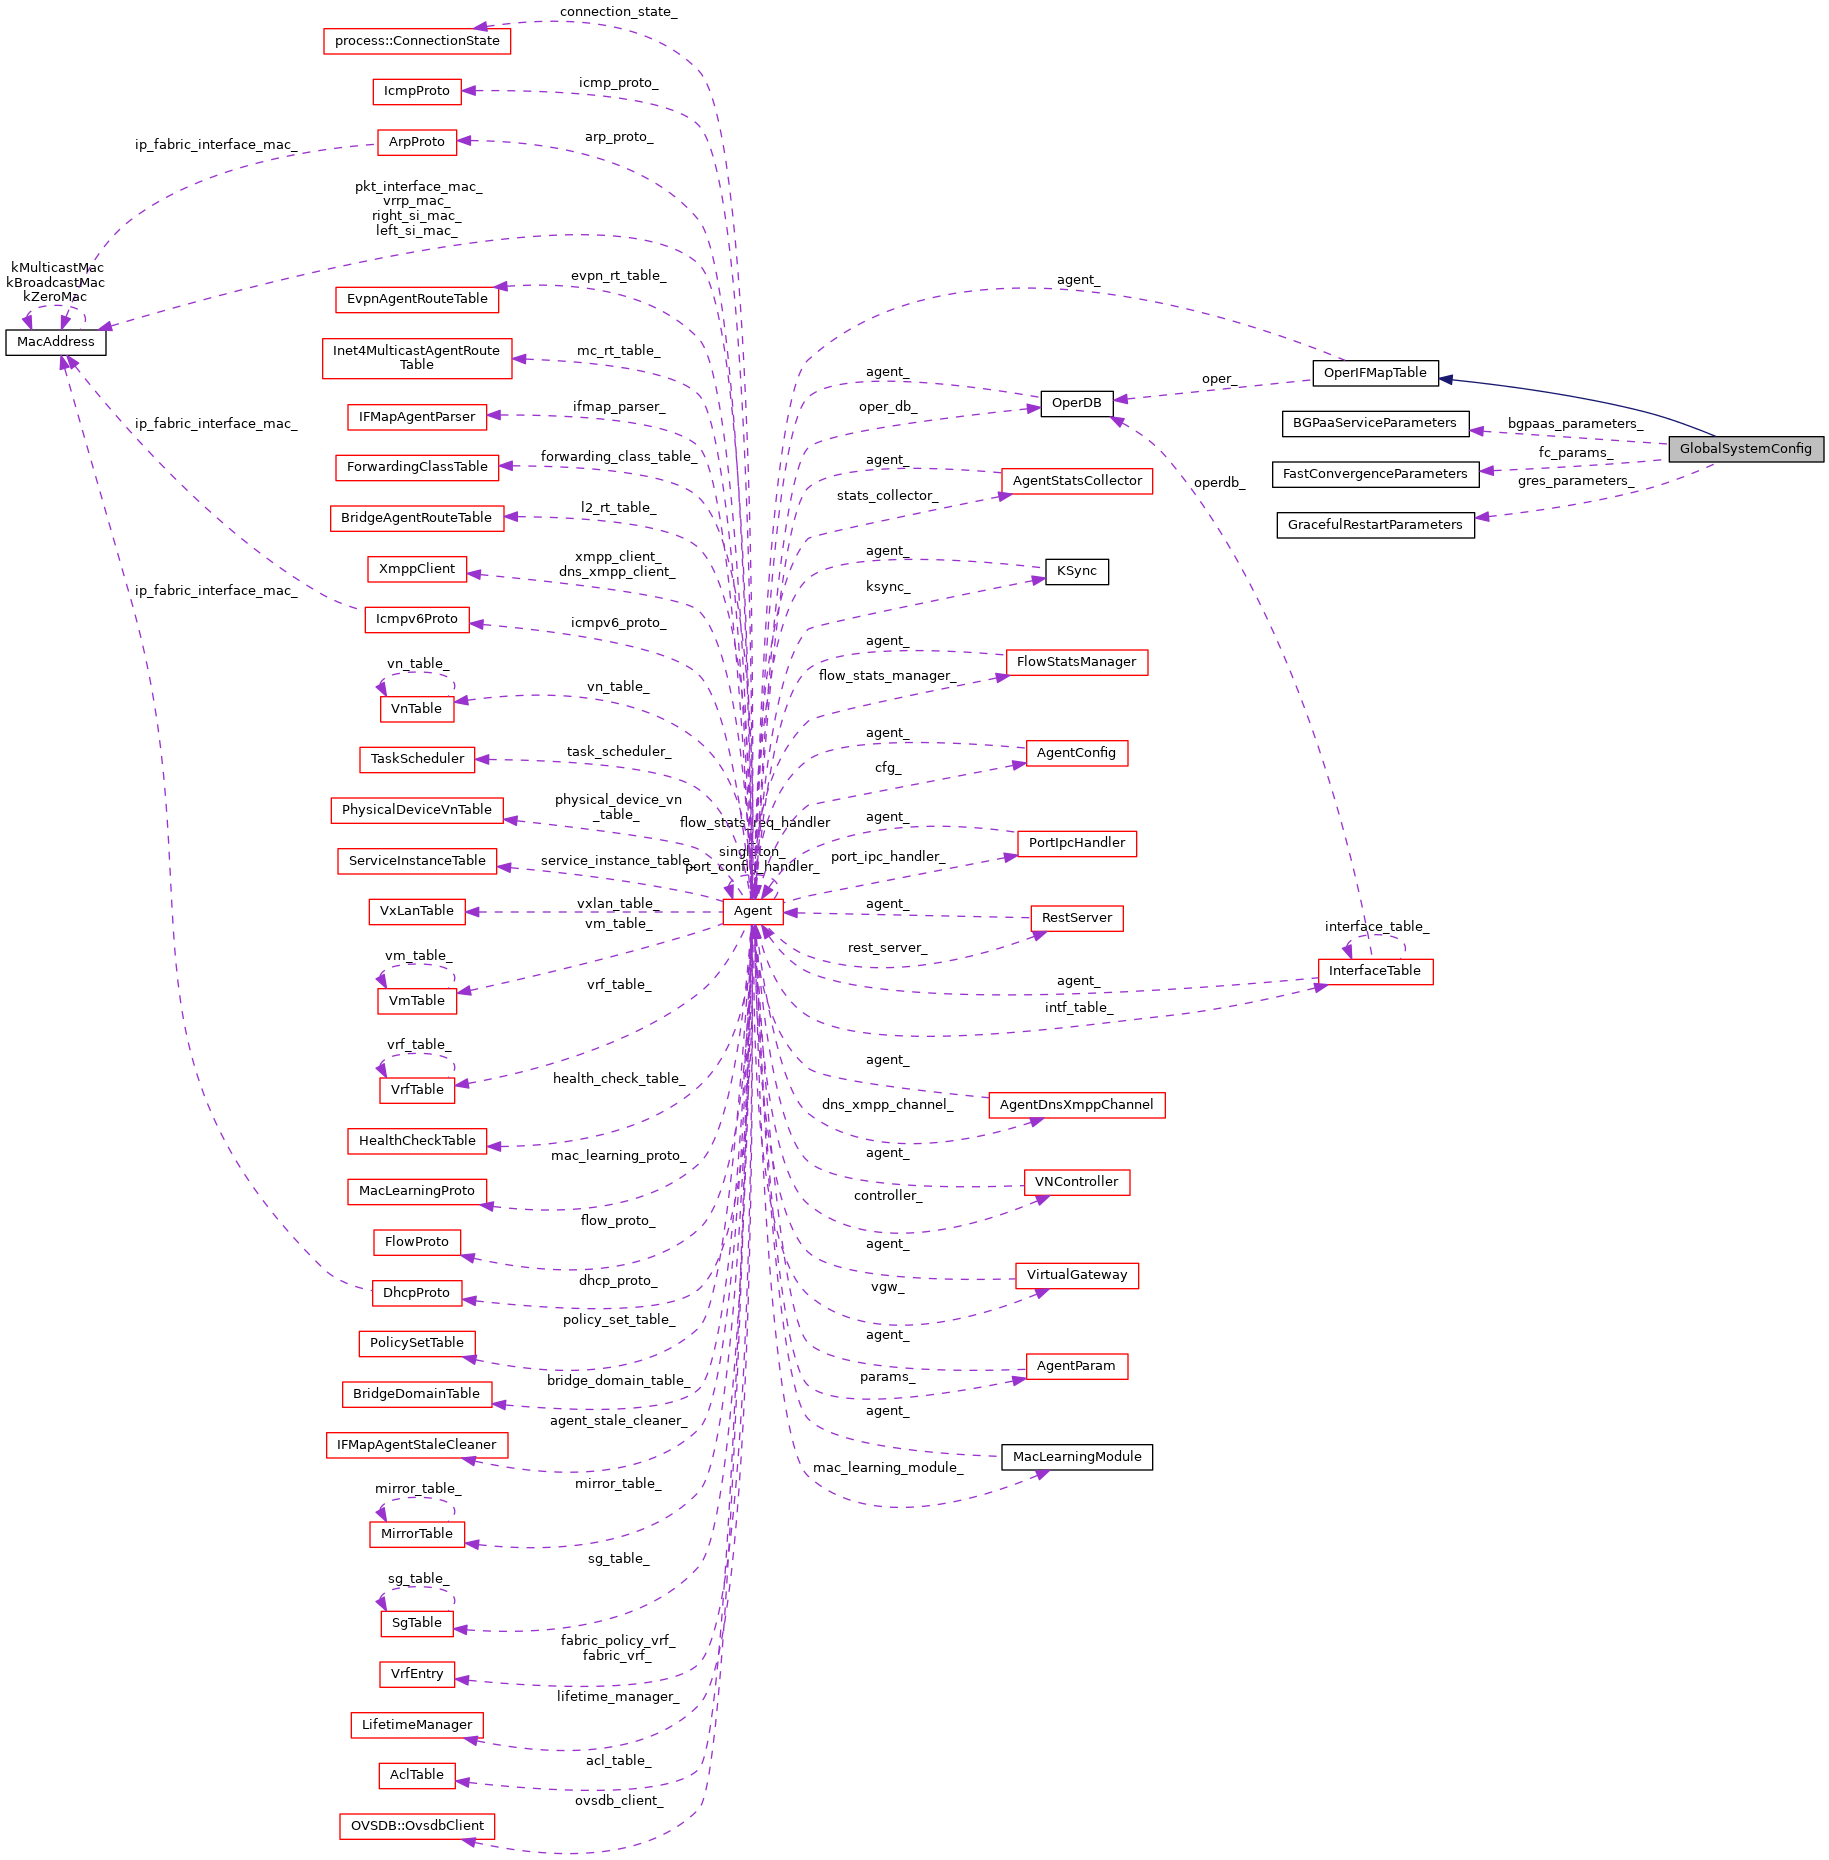 connection_state_
process::ConnectionState
icmp_proto_
IcmpProto
arp_proto_
ArpProto
ip_fabric_interface_mac_
pkt_interface_mac_
vrrp_mac_
right_si_mac_
left_si_mac_
kMulticastMac
kBroadcastMac
kZeroMac
MacAddress
evpn_rt_table_
EvpnAgentRouteTable
mc_rt_table_
Inet4MulticastAgentRoute
Table
ifmap_parser_
IFMapAgentParser
ip_fabric_interface_mac_
forwarding_class_table_
ForwardingClassTable
l2_rt_table_
BridgeAgentRouteTable
xmpp_client_
dns_xmpp_client_
XmppClient
ip_fabric_interface_mac_
icmpv6_proto_
Icmpv6Proto
vn_table_
vn_table_
VnTable
task_scheduler_
TaskScheduler
physical_device_vn
_table_
PhysicalDeviceVnTable
flow_stats_req_handler
singleton_
port_config_handler_
service_instance_table_
ServiceInstanceTable
vxlan_table_
VxLanTable
Agent
vm_table_
vm_table_
VmTable
vrf_table_
vrf_table_
VrfTable
health_check_table_
HealthCheckTable
mac_learning_proto_
MacLearningProto
flow_proto_
FlowProto
dhcp_proto_
DhcpProto
policy_set_table_
PolicySetTable
bridge_domain_table_
BridgeDomainTable
agent_stale_cleaner_
IFMapAgentStaleCleaner
mirror_table_
mirror_table_
MirrorTable
sg_table_
sg_table_
SgTable
fabric_policy_vrf_
fabric_vrf_
VrfEntry
lifetime_manager_
LifetimeManager
acl_table_
AclTable
ovsdb_client_
OVSDB::OvsdbClient
agent_
agent_
oper_db_
OperDB
oper_
OperIFMapTable
BGPaaServiceParameters
bgpaas_parameters_
GlobalSystemConfig
fc_params_
FastConvergenceParameters
gres_parameters_
GracefulRestartParameters
operdb_
agent_
stats_collector_
AgentStatsCollector
agent_
ksync_
KSync
agent_
flow_stats_manager_
FlowStatsManager
agent_
cfg_
AgentConfig
agent_
port_ipc_handler_
PortIpcHandler
agent_
rest_server_
RestServer
interface_table_
InterfaceTable
agent_
intf_table_
agent_
dns_xmpp_channel_
AgentDnsXmppChannel
agent_
controller_
VNController
agent_
vgw_
VirtualGateway
agent_
params_
AgentParam
agent_
mac_learning_module_
MacLearningModule